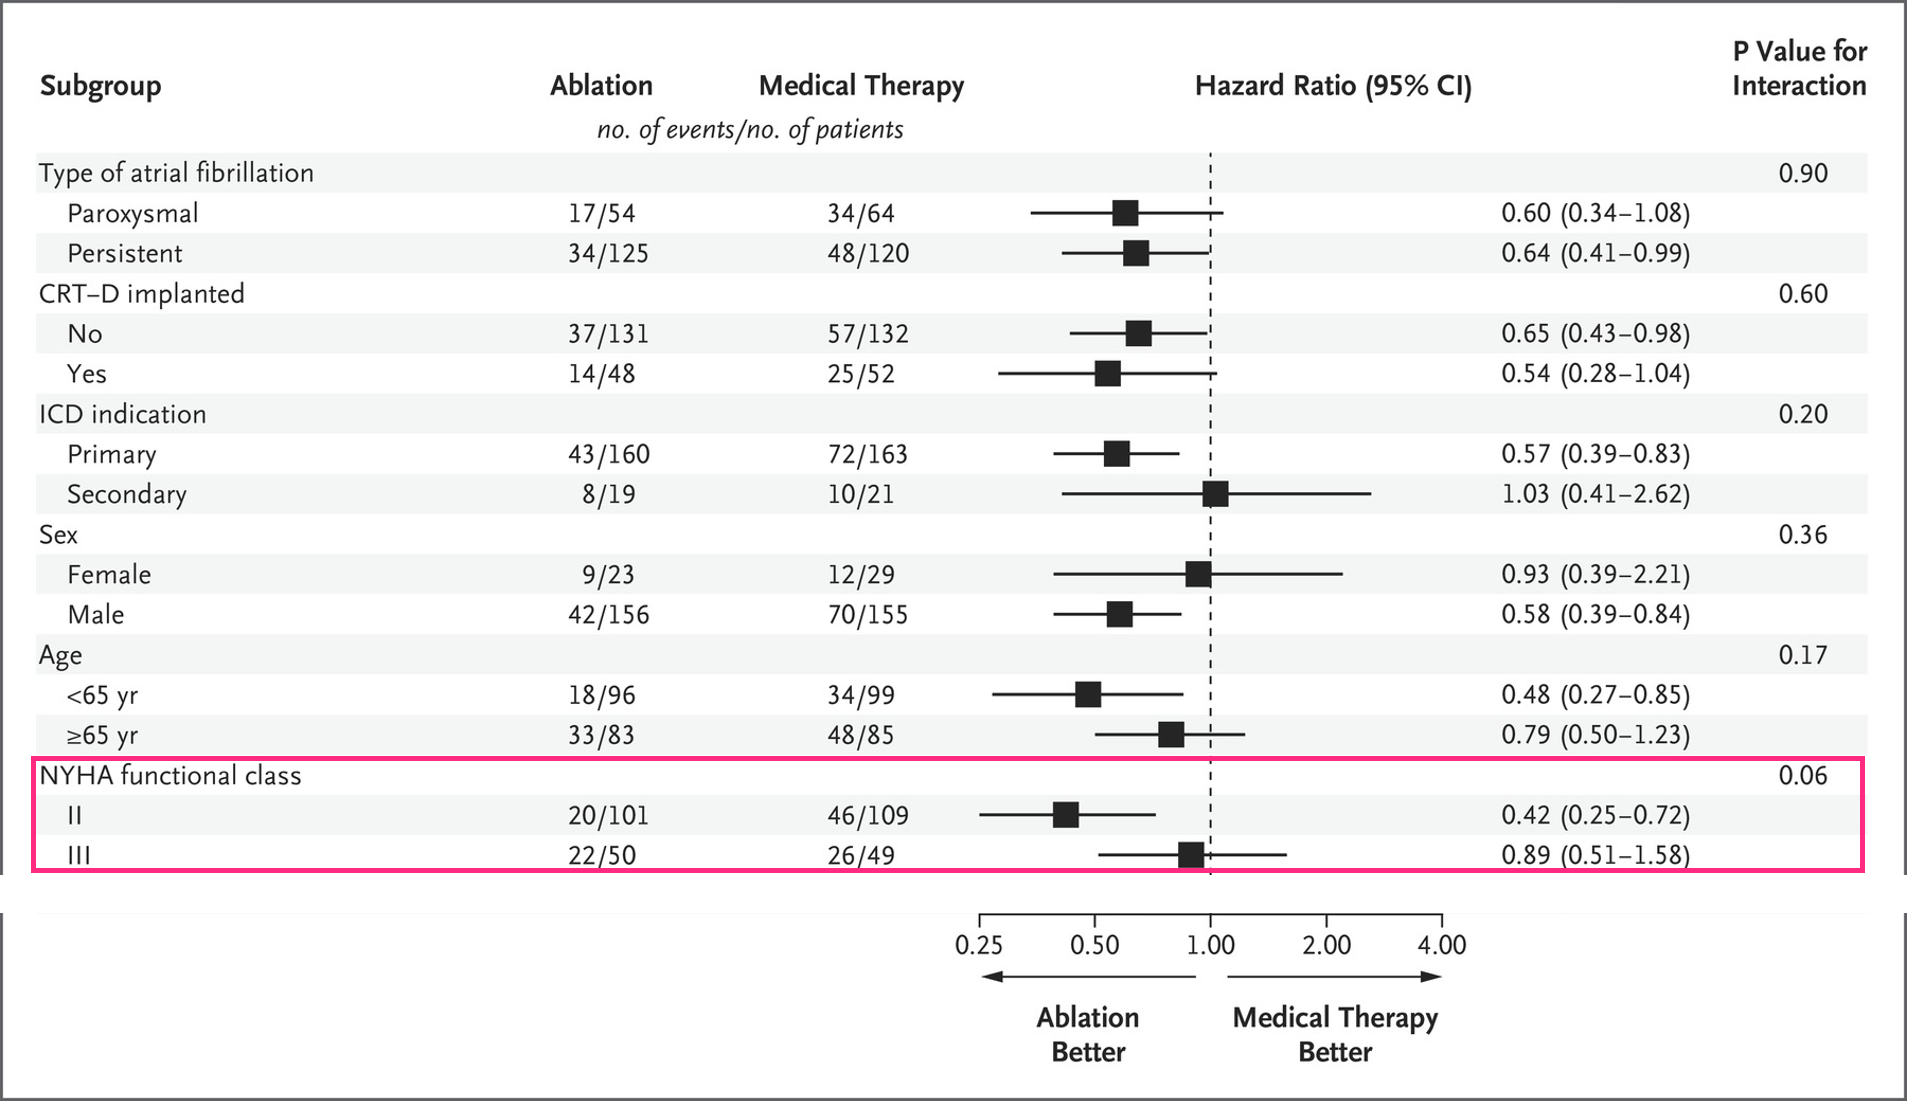 Subgroup Ablation Medical Therapy Hazard Ratio (95% CI) P Value for Interaction
no. of events/no. of patients
Type of atrial fibrillation 0.90
Paroxysmal 17/54 34/64 0.60 (0.34–1.08)
Persistent 34/125 48/120 0.64 (0.41–0.99)
CRT–D implanted 0.60
No 37/131 57/132 0.65 (0.43–0.98)
Yes 14/48 25/52 0.54 (0.28–1.04)
ICD indication 0.20
Primary 43/160 72/163 0.57 (0.39–0.83)
Secondary 8/19 10/21 1.03 (0.41–2.62)
Sex 0.36
Female 9/23 12/29 0.93 (0.39–2.21)
Male 42/156 70/155 0.58 (0.39–0.84)
Age 0.17
<65 yr 18/96 34/99 0.48 (0.27–0.85)
≥65 yr 33/83 48/85 0.79 (0.50–1.23)
NYHA functional class 0.06
II 20/101 46/109 0.42 (0.25–0.72)
III 22/50 26/49 0.89 (0.51–1.58)
0.25 0.50 1.00 2.00 4.00
Ablation Better
Medical Therapy Better